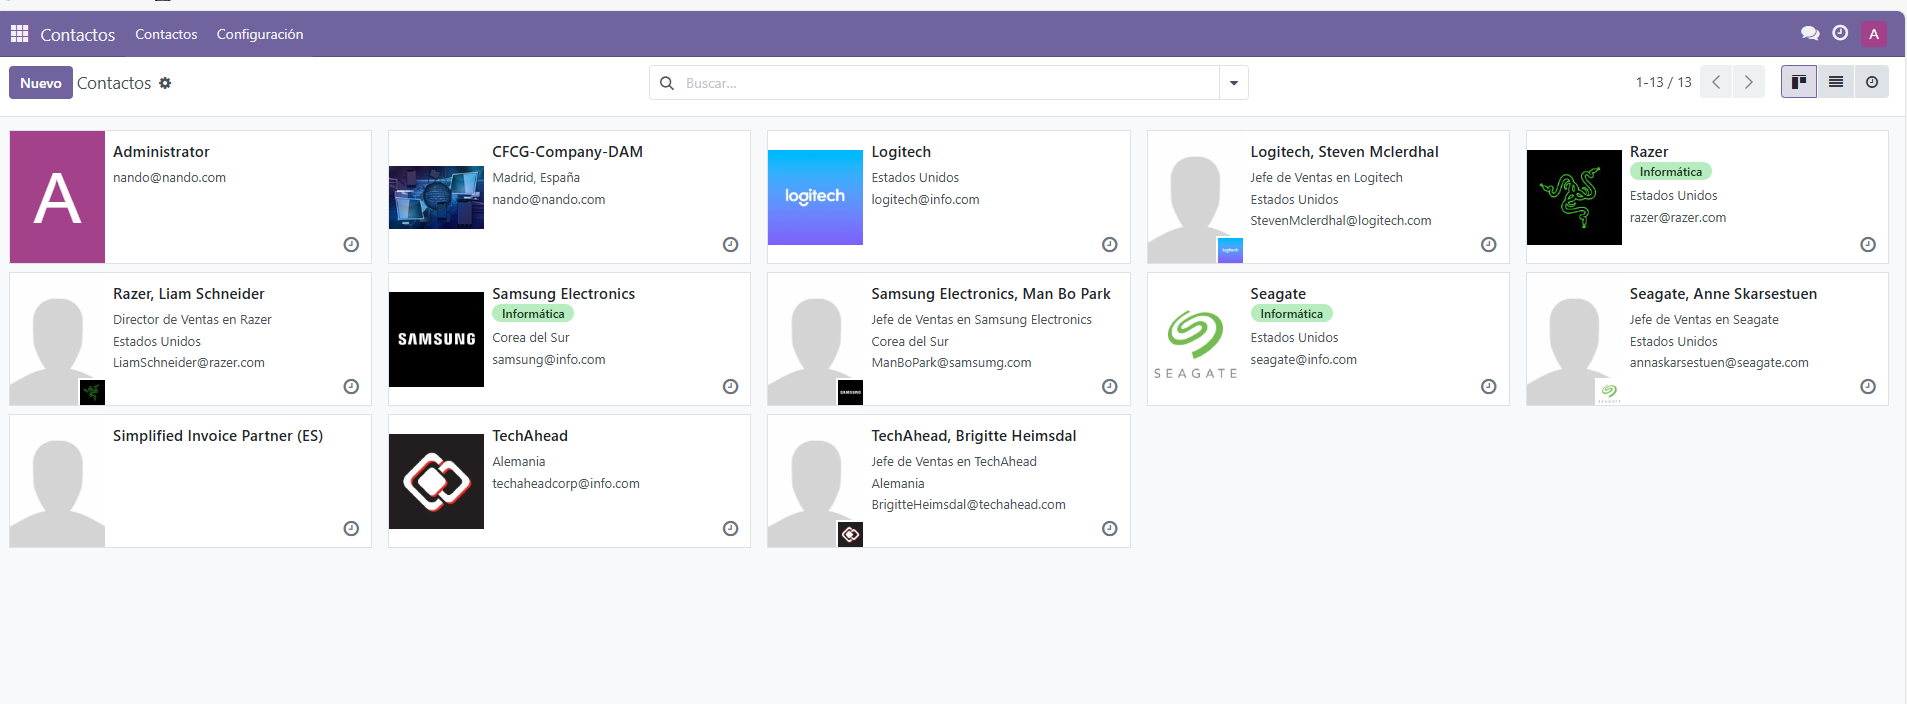 Contactos Contactos Configuración A
Nuevo Contactos Buscar... 1-13 / 13
A
Administrator
nando@nando.com
CFCG-Company-DAM
Madrid, España
nando@nando.com
logitech
Logitech
Estados Unidos
logitech@info.com
logitech
Logitech, Steven Mclerdhal
Jefe de Ventas en Logitech
Estados Unidos
StevenMclerdhal@logitech.com
Razer
Informática
Estados Unidos
razer@razer.com
Razer, Liam Schneider
Director de Ventas en Razer
Estados Unidos
LiamSchneider@razer.com
SAMSUNG
Samsung Electronics
Informática
Corea del Sur
samsung@info.com
SAMSUNG
Samsung Electronics, Man Bo Park
Jefe de Ventas en Samsung Electronics
Corea del Sur
ManBoPark@samsumg.com
SEAGATE
Seagate
Informática
Estados Unidos
seagate@info.com
SEAGATE
Seagate, Anne Skarsestuen
Jefe de Ventas en Seagate
Estados Unidos
annaskarsestuen@seagate.com
Simplified Invoice Partner (ES)
TechAhead
Alemania
techaheadcorp@info.com
TechAhead, Brigitte Heimsdal
Jefe de Ventas en TechAhead
Alemania
BrigitteHeimsdal@techahead.com